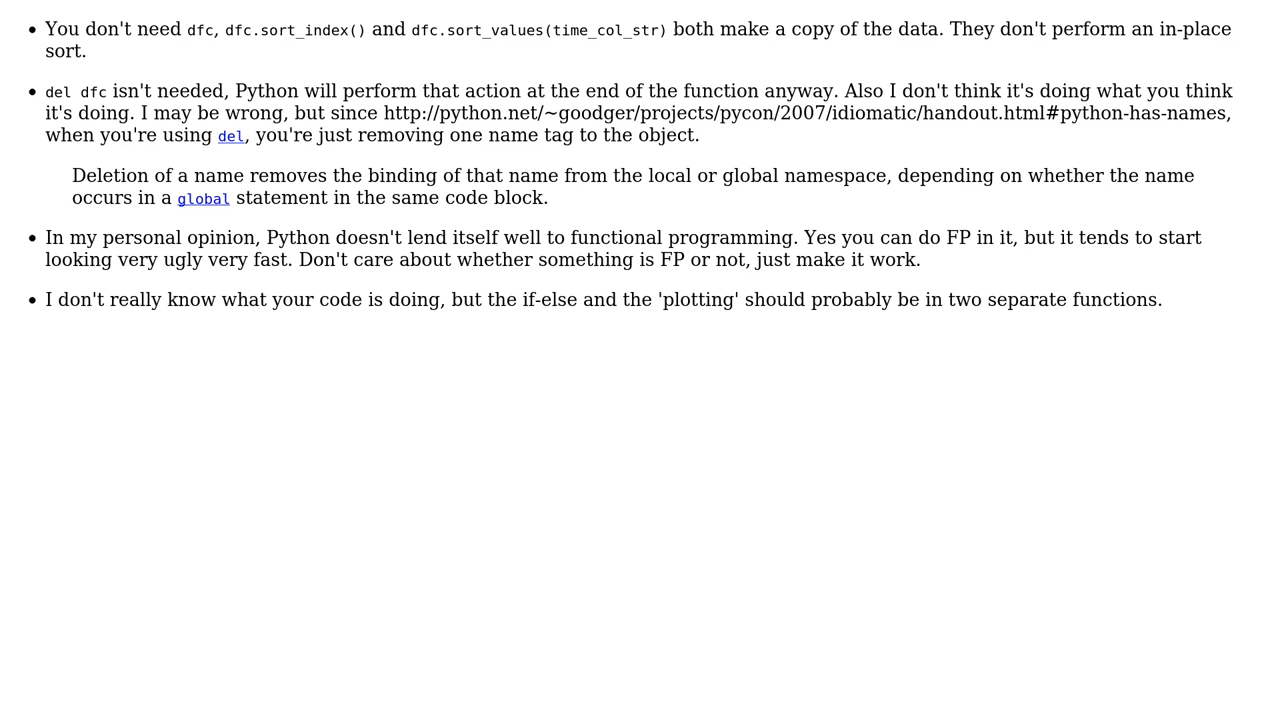 • You don't need dfc, dfc.sort_index() and dfc.sort_values(time_col_str) both make a copy of the data. They don't perform an in-place
sort.
• del dfc isn't needed, Python will perform that action at the end of the function anyway. Also I don't think it's doing what you think
it's doing. I may be wrong, but since http://python.net/~goodger/projects/pycon/2007/idiomatic/handout.html#python-has-names,
when you're using del, you're just removing one name tag to the object.
Deletion of a name removes the binding of that name from the local or global namespace, depending on whether the name
occurs in a global statement in the same code block.
• In my personal opinion, Python doesn't lend itself well to functional programming. Yes you can do FP in it, but it tends to start
looking very ugly very fast. Don't care about whether something is FP or not, just make it work.
• I don't really know what your code is doing, but the if-else and the 'plotting' should probably be in two separate functions.